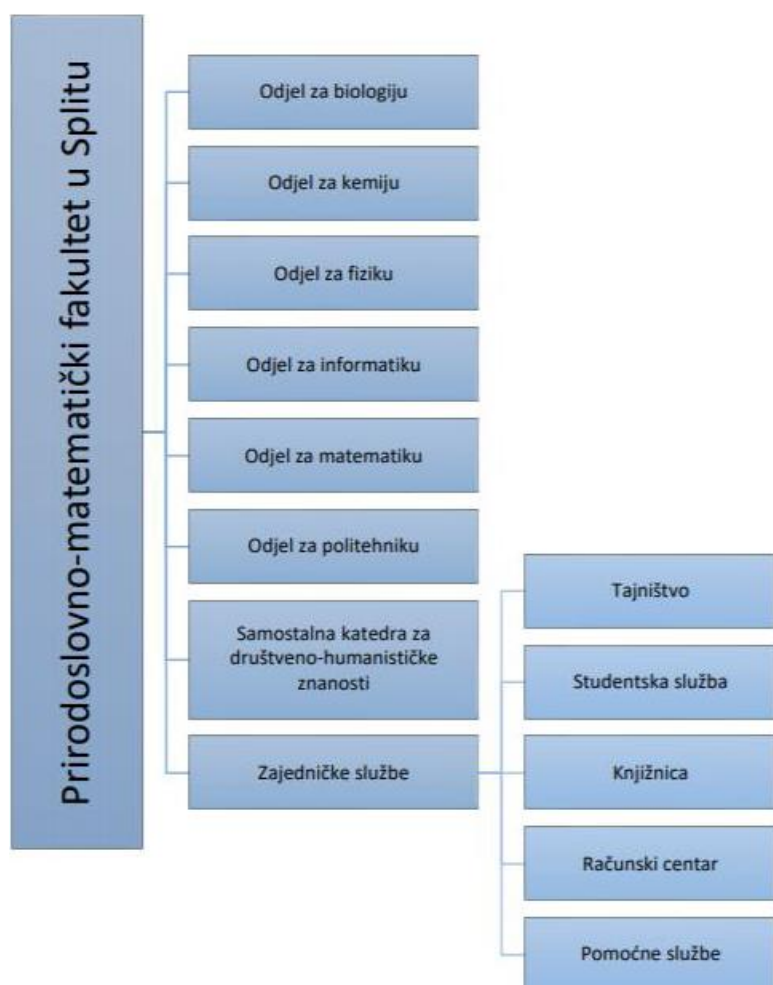 Prirodoslovno-matematički fakultet u Splitu
Odjel za biologiju
Odjel za kemiju
Odjel za fiziku
Odjel za informatiku
Odjel za matematiku
Odjel za politehniku
Samostalna katedra za
društveno-humanističke
znanosti
Zajedničke službe
Tajništvo
Studentska služba
Knjižnica
Računski centar
Pomoćne službe